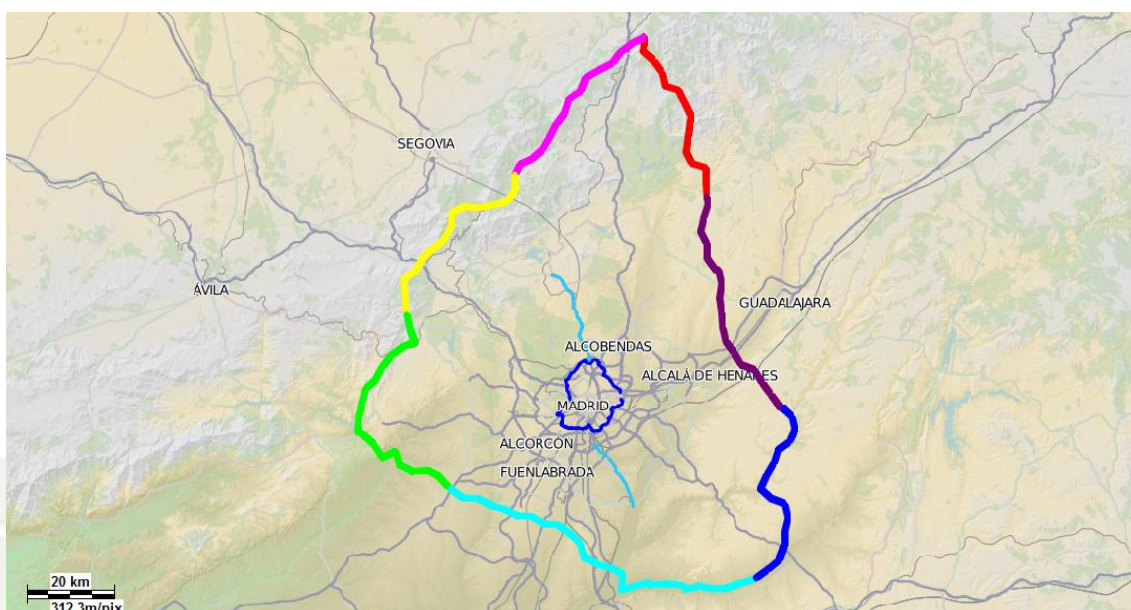 SEGOVIA
ÁVILA
GUADALAJARA
ALCOBENDAS
ALCALÁ DE HENARES
MADRID
ALCORCÓN
FUENLABRADA
20 km
312.3m/pix